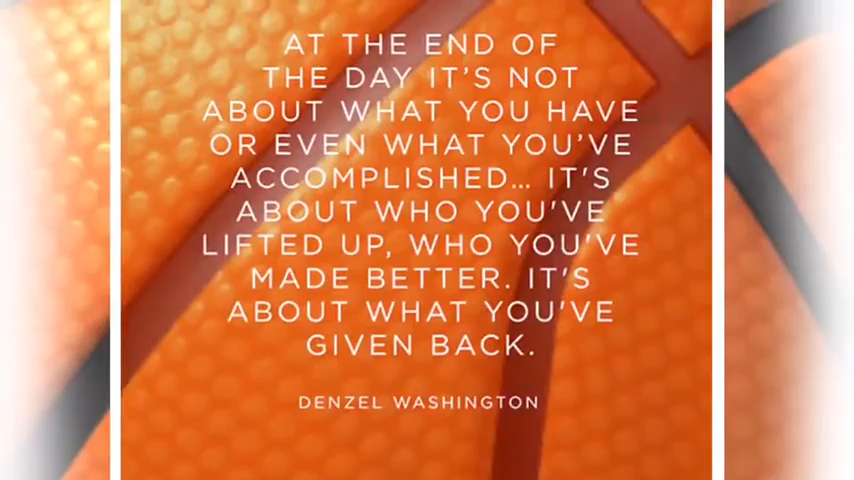 AT THE END OF
THE DAY IT’S NOT
ABOUT WHAT YOU HAVE
OR EVEN WHAT YOU’VE
ACCOMPLISHED... IT'S
ABOUT WHO YOU'VE
LIFTED UP, WHO YOU'VE
MADE BETTER. IT'S
ABOUT WHAT YOU'VE
GIVEN BACK.
DENZEL WASHINGTON